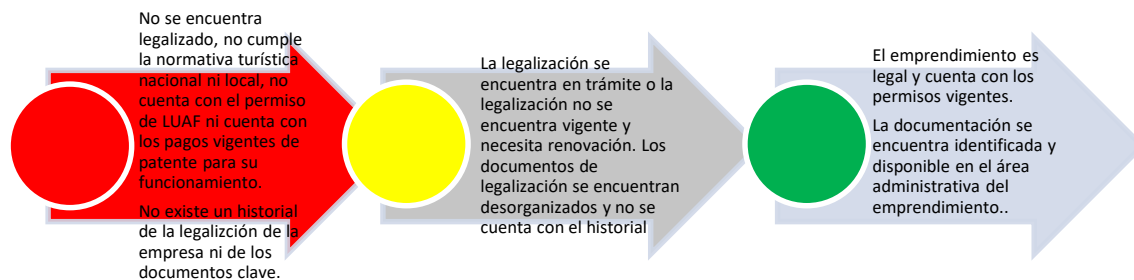 No se encuentra
legalizado, no cumple
la normativa turística
nacional ni local, no
cuenta con el permiso
de LUAF ni cuenta con
los pagos vigentes de
patente para su
funcionamiento.
No existe un historial
de la legalizción de la
empresa ni de los
documentos clave.
La legalización se
encuentra en trámite o la
legalización no se
encuentra vigente y
necesita renovación. Los
documentos de
legalización se encuentran
desorganizados y no se
cuenta con el historial
El emprendimiento es
legal y cuenta con los
permisos vigentes.
La documentación se
encuentra identificada y
disponible en el área
administrativa del
emprendimiento..